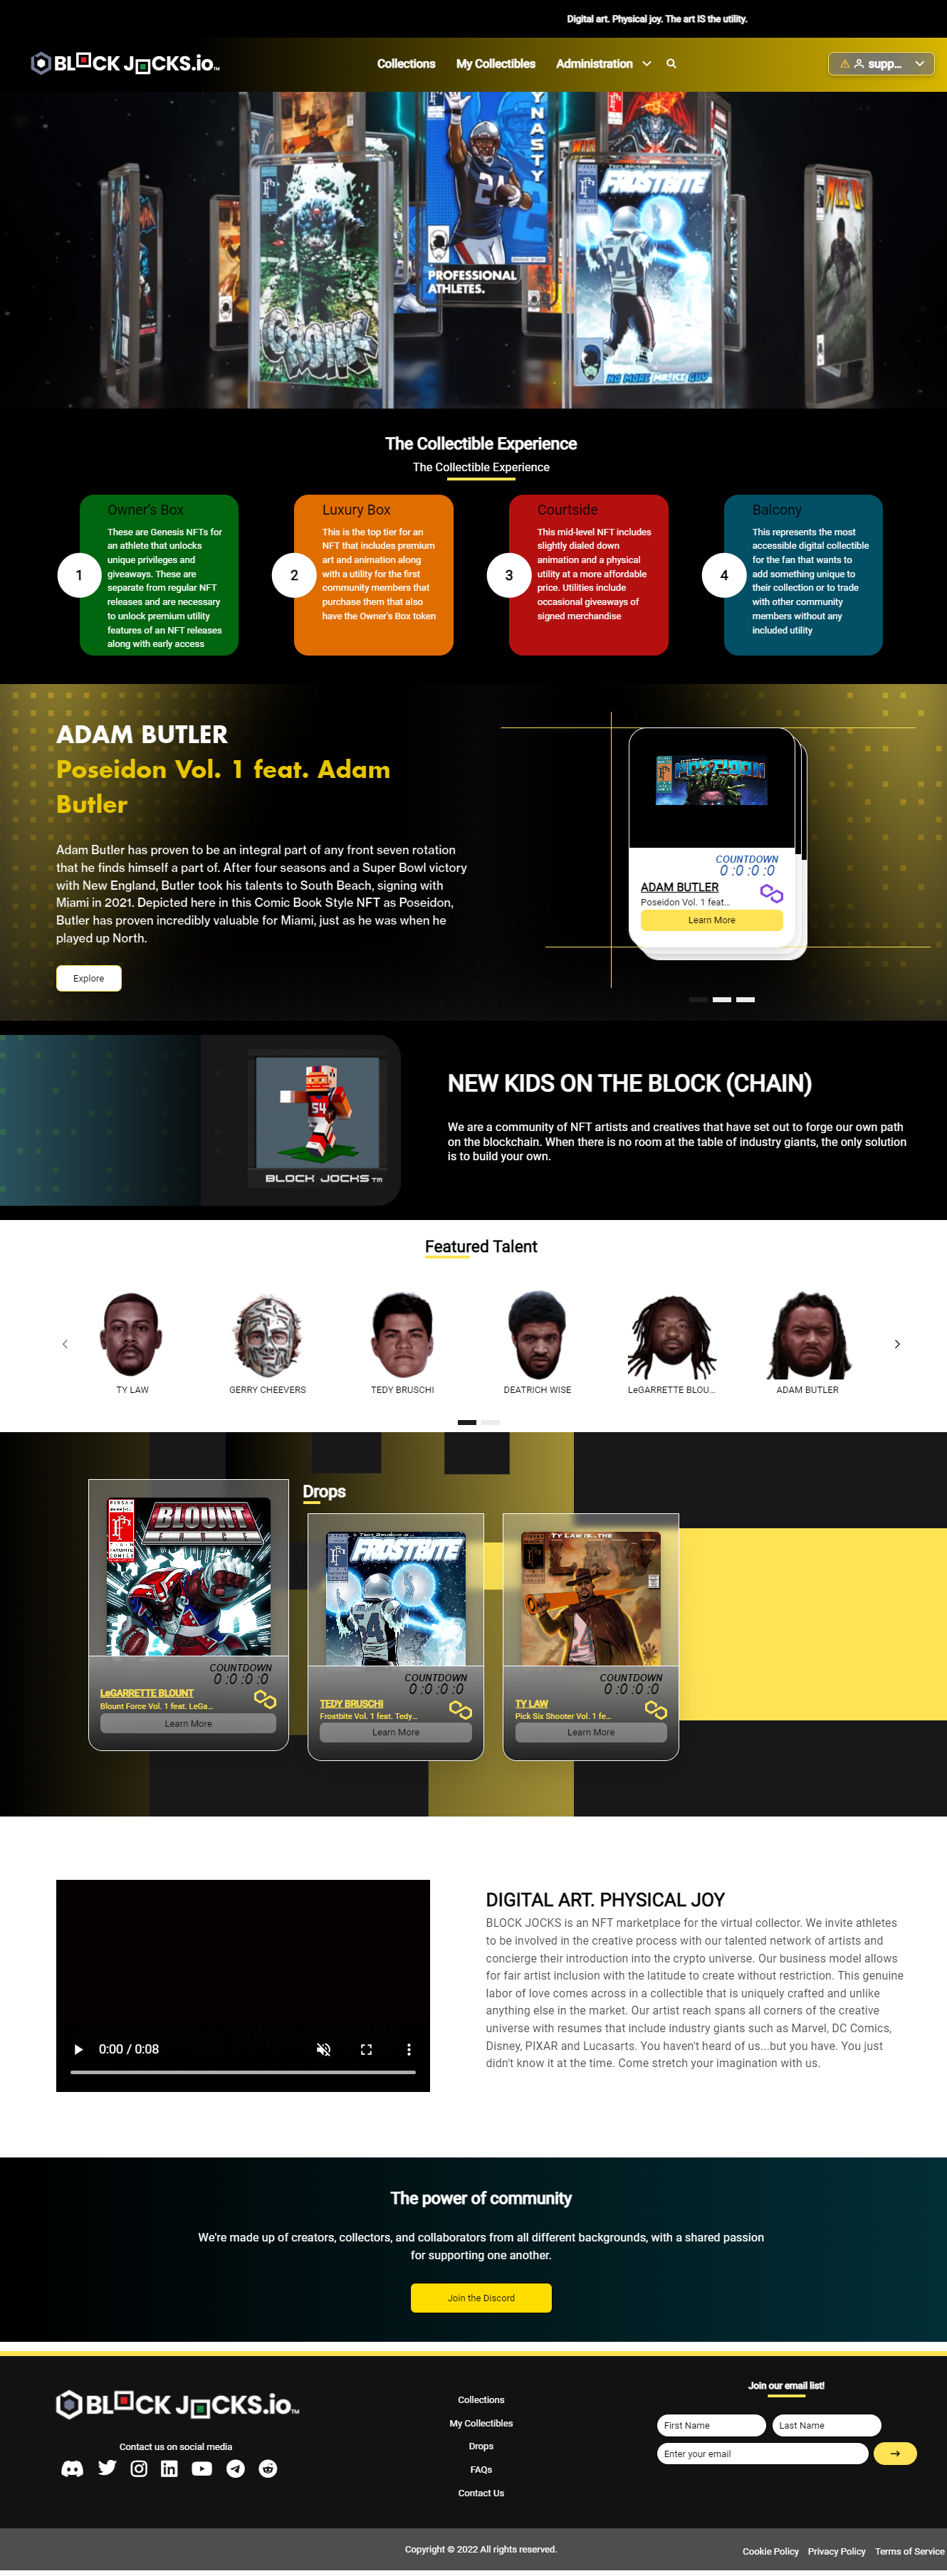 Digital art. Physical joy. The art IS the utility.
BLOCK JOCKS.io™
Collections
My Collectibles
Administration
supp...
NASTY
24
2
PROFESSIONAL
ATHLETES.
GRONK
FROSTBITE
NO MORE MR. ICE GUY
WISE UP
The Collectible Experience
The Collectible Experience
1
Owner's Box
These are Genesis NFTs for
an athlete that unlocks
unique privileges and
giveaways. These are
separate from regular NFT
releases and are necessary
to unlock premium utility
features of an NFT releases
along with early access
2
Luxury Box
This is the top tier for an
NFT that includes premium
art and animation along
with a utility for the first
community members that
purchase them that also
have the Owner's Box token
3
Courtside
This mid-level NFT includes
slightly dialed down
animation and a physical
utility at a more affordable
price. Utilities include
occasional giveaways of
signed merchandise
4
Balcony
This represents the most
accessible digital collectible
for the fan that wants to
add something unique to
their collection or to trade
with other community
members without any
included utility
ADAM BUTLER
Poseidon Vol. 1 feat. Adam
Butler
Adam Butler has proven to be an integral part of any front seven rotation
that he finds himself a part of. After four seasons and a Super Bowl victory
with New England, Butler took his talents to South Beach, signing with
Miami in 2021. Depicted here in this Comic Book Style NFT as Poseidon,
Butler has proven incredibly valuable for Miami, just as he was when he
played up North.
Explore
POSEIDON
COUNTDOWN
0 :0 :0 :0
ADAM BUTLER
Poseidon Vol. 1 feat...
Learn More
54
BLOCK JOCKS™
NEW KIDS ON THE BLOCK (CHAIN)
We are a community of NFT artists and creatives that have set out to forge our own path
on the blockchain. When there is no room at the table of industry giants, the only solution
is to build your own.
Featured Talent
TY LAW
GERRY CHEEVERS
TEDY BRUSCHI
DEATRICH WISE
LeGARRETTE BLOU...
ADAM BUTLER
Drops
BLOUNT
FORCE
COUNTDOWN
0 :0 :0 :0
LeGARRETTE BLOUNT
Blount Force Vol. 1 feat. LeGa...
Learn More
TEDY BRUSCHI IS...
FROSTBITE
COUNTDOWN
0 :0 :0 :0
TEDY BRUSCHI
Frostbite Vol. 1 feat. Tedy...
Learn More
TY LAW IS...THE
COUNTDOWN
0 :0 :0 :0
TY LAW
Pick Six Shooter Vol. 1 fe...
Learn More
0:00 / 0:08
DIGITAL ART. PHYSICAL JOY
BLOCK JOCKS is an NFT marketplace for the virtual collector. We invite athletes
to be involved in the creative process with our talented network of artists and
concierge their introduction into the crypto universe. Our business model allows
for fair artist inclusion with the latitude to create without restriction. This genuine
labor of love comes across in a collectible that is uniquely crafted and unlike
anything else in the market. Our artist reach spans all corners of the creative
universe with resumes that include industry giants such as Marvel, DC Comics,
Disney, PIXAR and Lucasarts. You haven't heard of us...but you have. You just
didn't know it at the time. Come stretch your imagination with us.
The power of community
We're made up of creators, collectors, and collaborators from all different backgrounds, with a shared passion
for supporting one another.
Join the Discord
BLOCK JOCKS.io™
Contact us on social media
Collections
My Collectibles
Drops
FAQs
Contact Us
Join our email list!
First Name
Last Name
Enter your email
Copyright © 2022 All rights reserved.
Cookie Policy
Privacy Policy
Terms of Service